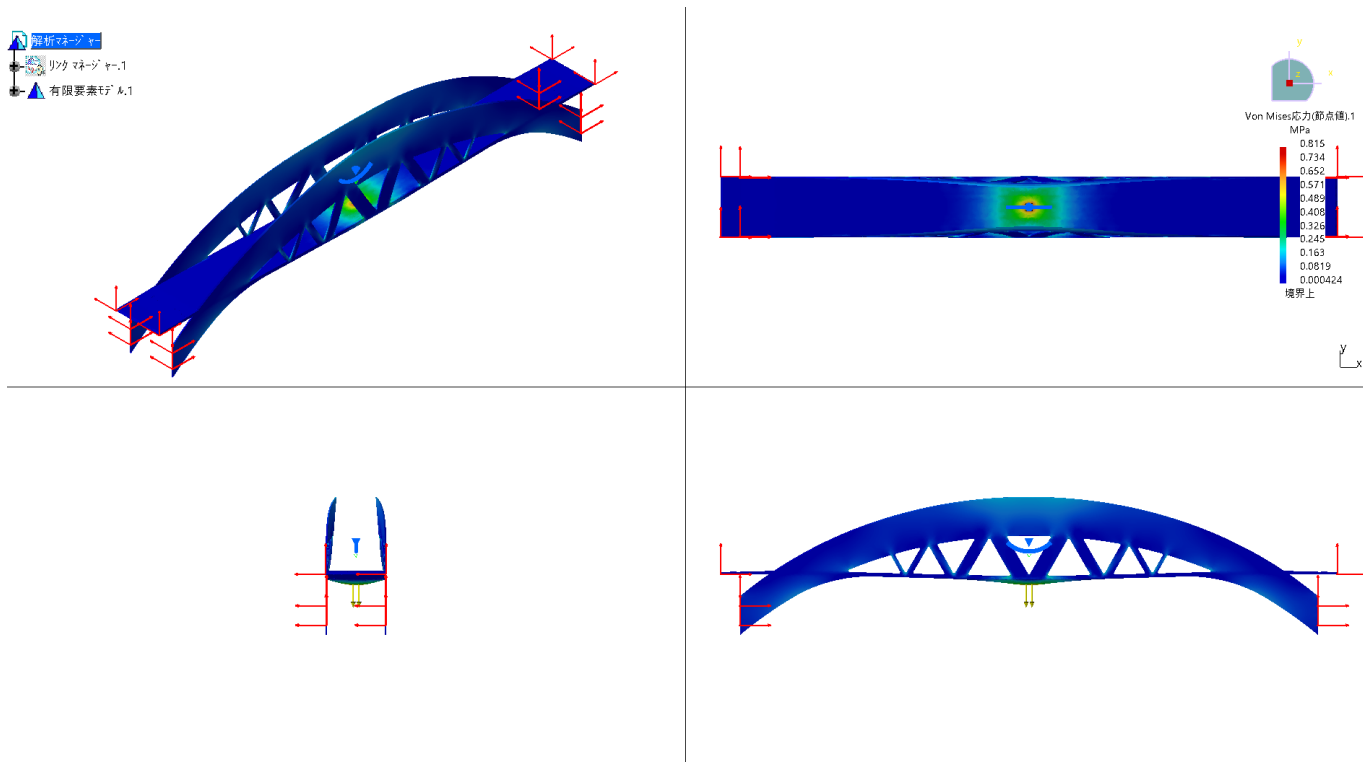 解析マネージャー
リンク マネージャー.1
有限要素モデル.1
y
z
x
Von Mises応力(節点値).1
MPa
0.815
0.734
0.652
0.571
0.489
0.408
0.326
0.245
0.163
0.0819
0.000424
境界上
y
x